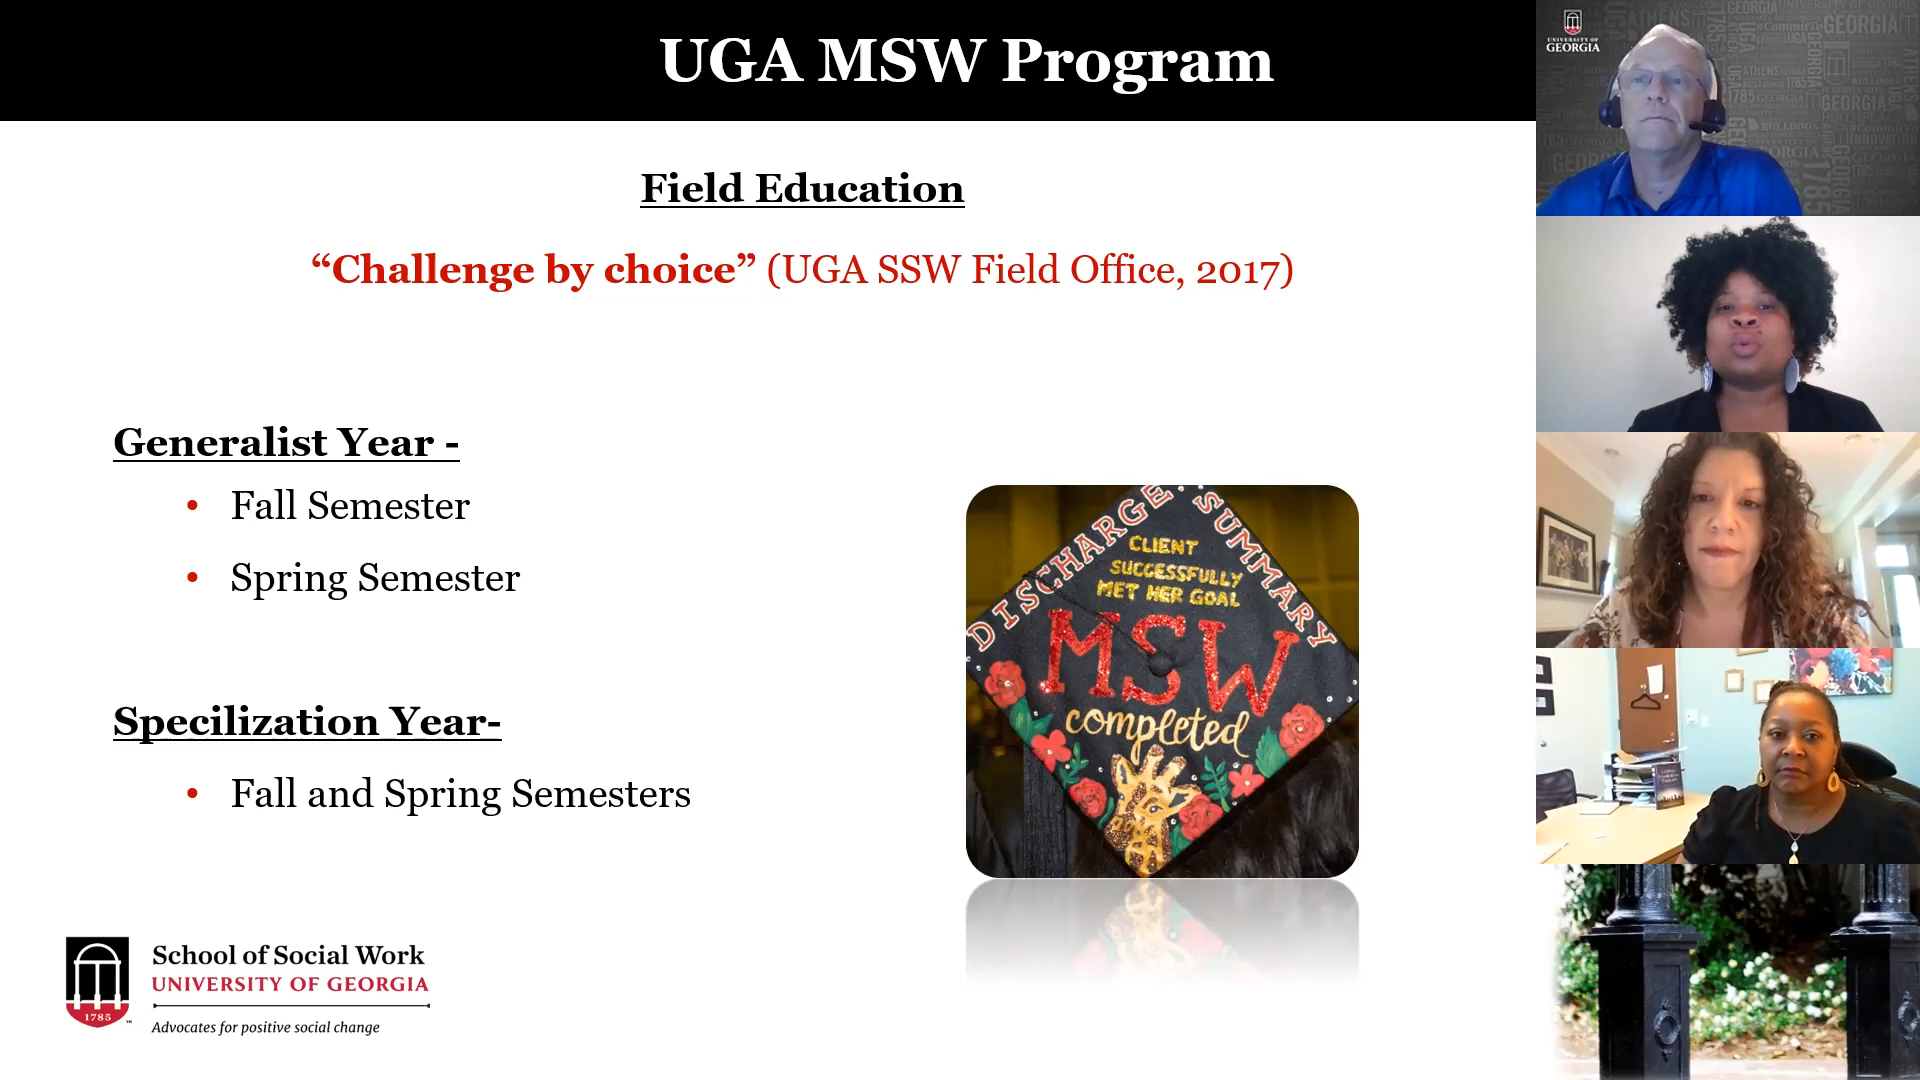 UGA MSW Program
Field Education
“Challenge by choice” (UGA SSW Field Office, 2017)
Generalist Year -
• Fall Semester
• Spring Semester
Specilization Year-
• Fall and Spring Semesters
DISCHARGE SUMMARY
CLIENT
SUCCESSFULLY
MET HER GOAL
MSW
completed
1785
School of Social Work
UNIVERSITY OF GEORGIA
Advocates for positive social change
UNIVERSITY OF
GEORGIA